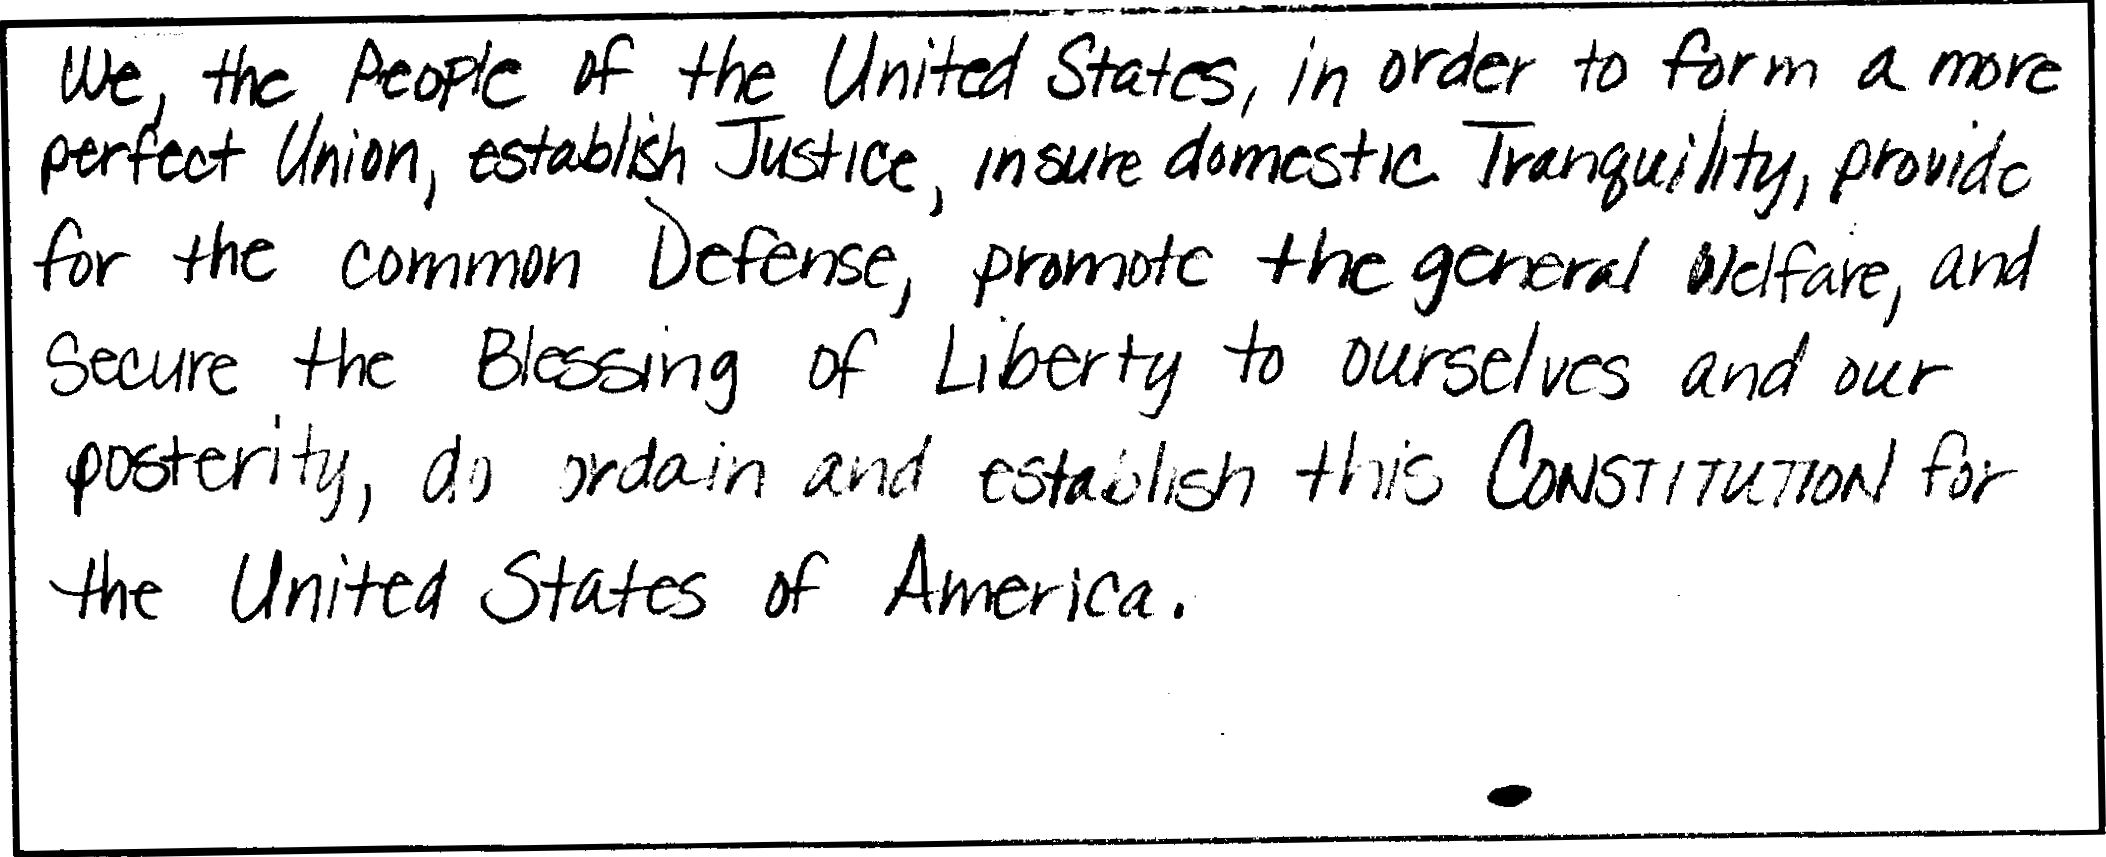 We, the People of the United States, in order to form a more
perfect Union, establish Justice, insure domestic Tranquility, provide
for the common Defense, promote the general Welfare, and
Secure the Blessing of Liberty to ourselves and our
posterity, do ordain and establish this CONSTITUTION for
the United States of America.